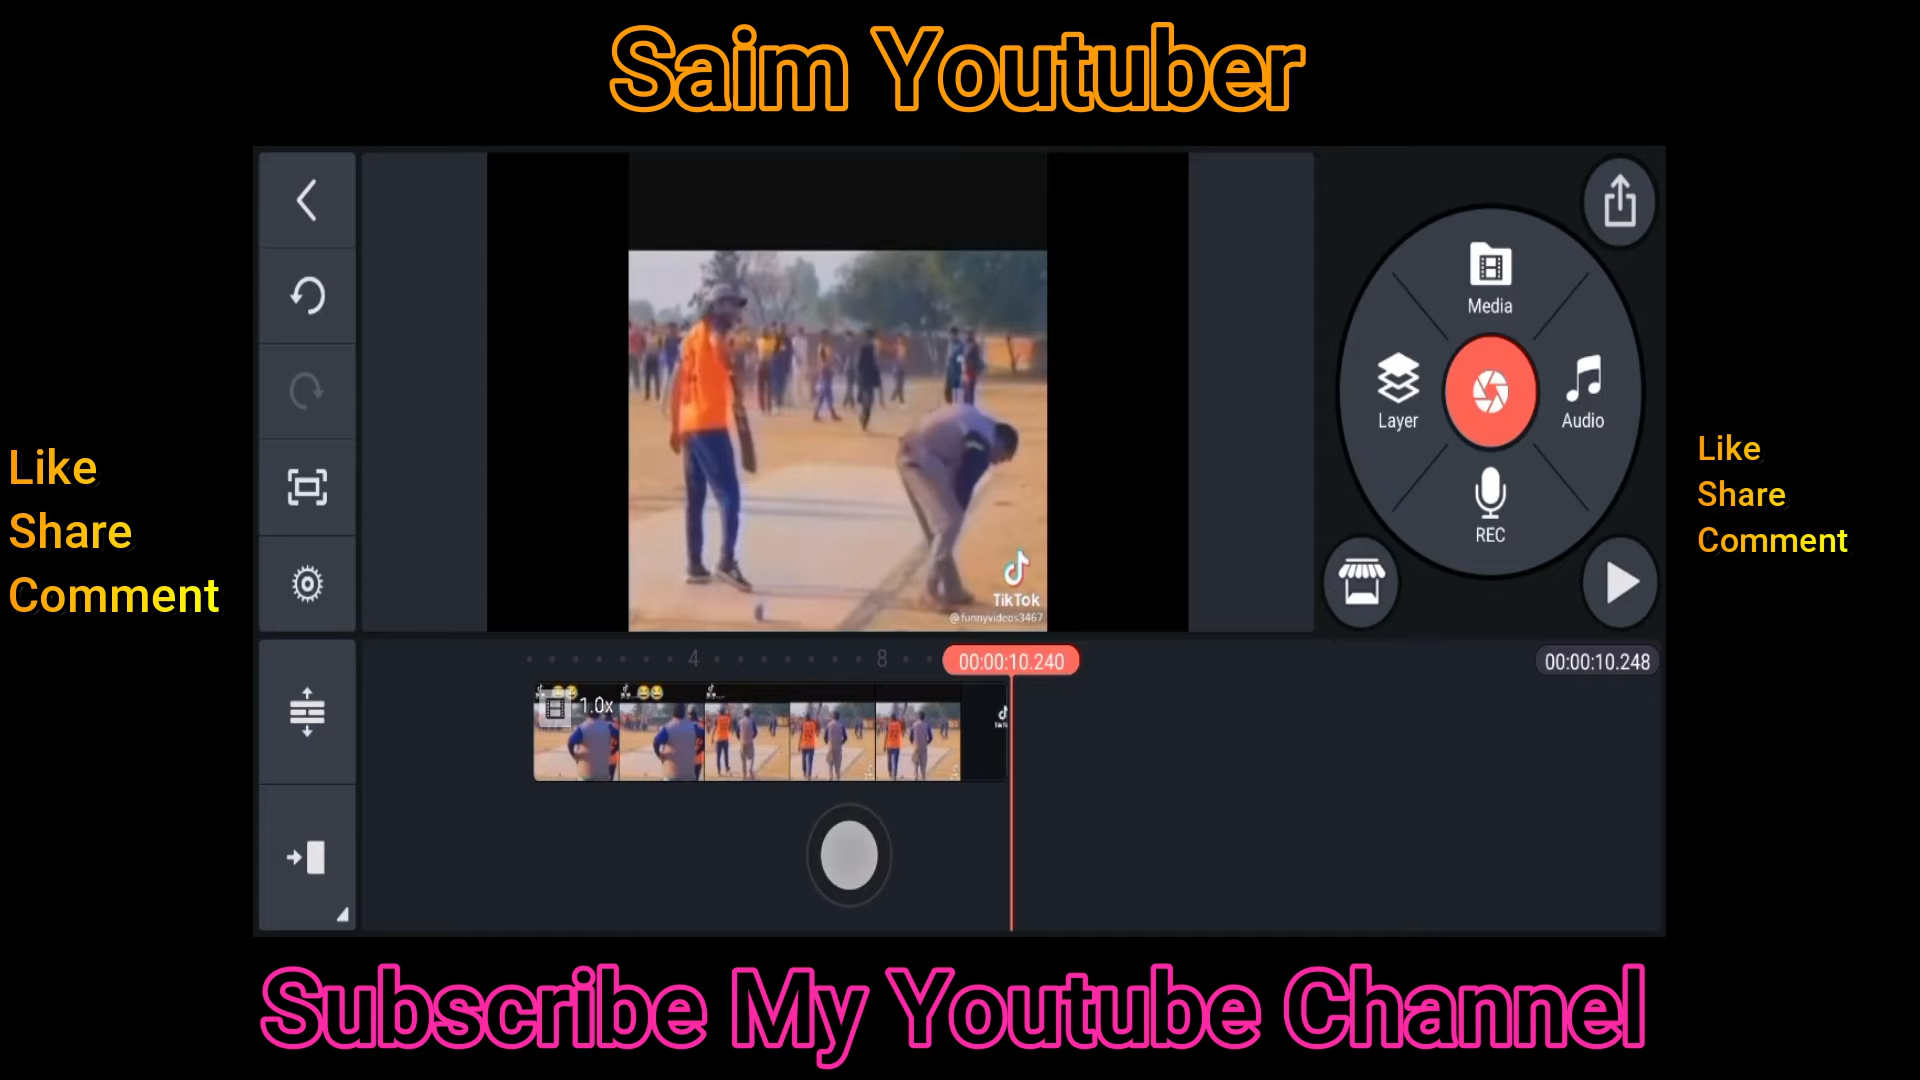 Saim Youtuber
Media
Layer
Audio
REC
Like
Share
Comment
Like
Share
Comment
TikTok
@funnyvideos3467
4
8
00:00:10.240
00:00:10.248
1.0x
Subscribe My Youtube Channel